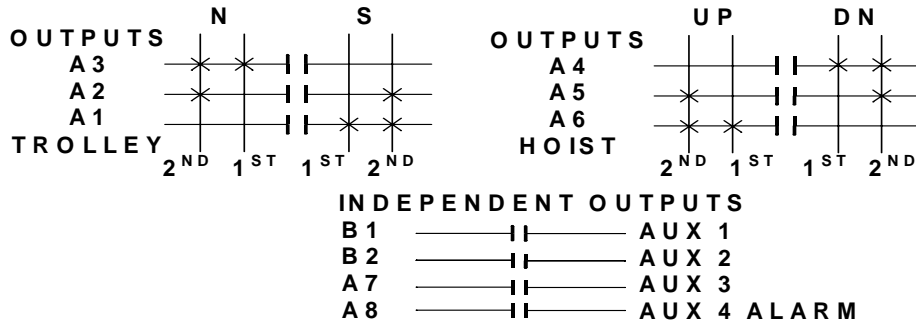 N S
OUTPUTS
A3
A2
A1
TROLLEY
2ND 1ST 1ST 2ND
UP DN
OUTPUTS
A4
A5
A6
HOIST
2ND 1ST 1ST 2ND
INDEPENDENT OUTPUTS
B1 AUX 1
B2 AUX 2
A7 AUX 3
A8 AUX 4 ALARM